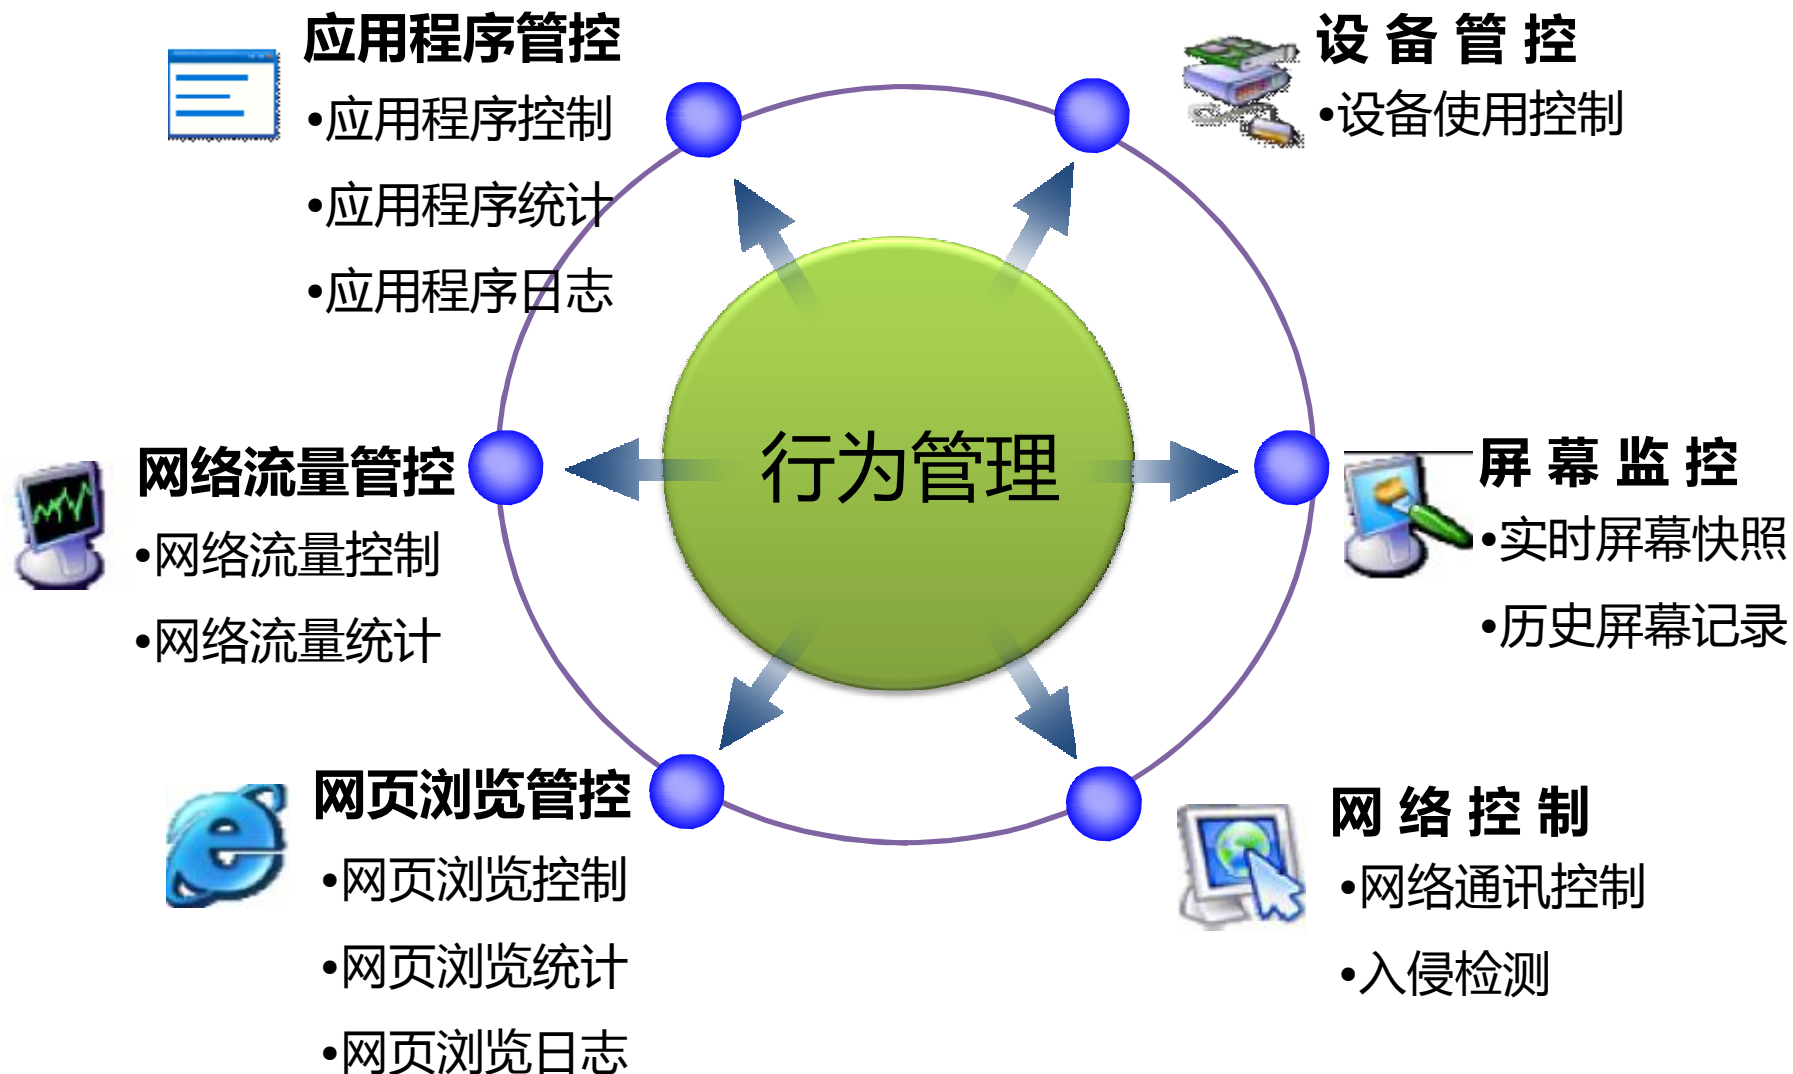 应用程序管控
•应用程序控制
•应用程序统计
•应用程序日志
设备管控
•设备使用控制
网络流量管控
•网络流量控制
•网络流量统计
行为管理
屏幕监控
•实时屏幕快照
•历史屏幕记录
网页浏览管控
•网页浏览控制
•网页浏览统计
•网页浏览日志
网络控制
•网络通讯控制
•入侵检测